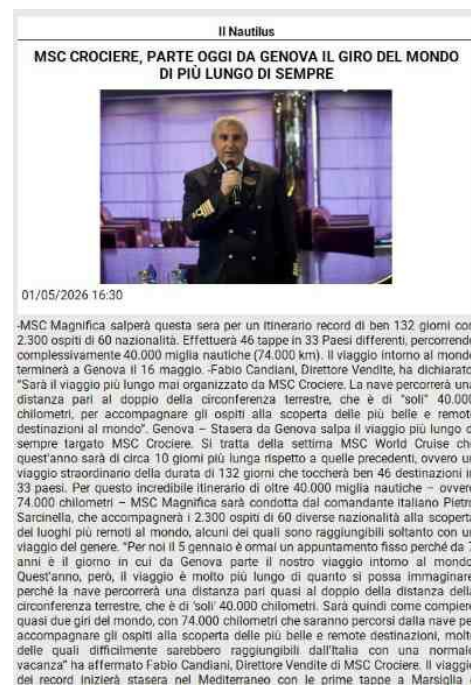 Il Nautilus
MSC CROCIERE, PARTE OGGI DA GENOVA IL GIRO DEL MONDO
DI PIÙ LUNGO DI SEMPRE
01/05/2026 16:30
-MSC Magnifica salperà questa sera per un itinerario record di ben 132 giorni con
2.300 ospiti di 60 nazionalità. Effettuerà 46 tappe in 33 Paesi differenti, percorrendo
complessivamente 40.000 miglia nautiche (74.000 km). Il viaggio intorno al mondo
terminerà a Genova il 16 maggio. -Fabio Candiani, Direttore Vendite, ha dichiarato:
"Sarà il viaggio più lungo mai organizzato da MSC Crociere. La nave percorrerà una
distanza pari al doppio della circonferenza terrestre, che è di "soli" 40.000
chilometri, per accompagnare gli ospiti alla scoperta delle più belle e remote
destinazioni al mondo". Genova – Stasera da Genova salpa il viaggio più lungo di
sempre targato MSC Crociere. Si tratta della settima MSC World Cruise che
quest'anno sarà di circa 10 giorni più lunga rispetto a quelle precedenti, ovvero un
viaggio straordinario della durata di 132 giorni che toccherà ben 46 destinazioni in
33 paesi. Per questo incredibile itinerario di oltre 40.000 miglia nautiche – ovvero
74.000 chilometri – MSC Magnifica sarà condotta dal comandante italiano Pietro
Sarcinella, che accompagnerà i 2.300 ospiti di 60 diverse nazionalità alla scoperta
dei luoghi più remoti al mondo, alcuni dei quali sono raggiungibili soltanto con un
viaggio del genere. "Per noi il 5 gennaio è ormai un appuntamento fisso perché da 7
anni è il giorno in cui da Genova parte il nostro viaggio intorno al mondo.
Quest'anno, però, il viaggio è molto più lungo di quanto si possa immaginare
perché la nave percorrerà una distanza pari quasi al doppio della distanza della
circonferenza terrestre, che è di 'soli' 40.000 chilometri. Sarà quindi come compiere
quasi due giri del mondo, con 74.000 chilometri che saranno percorsi dalla nave per
accompagnare gli ospiti alla scoperta delle più belle e remote destinazioni, molte
delle quali difficilmente sarebbero raggiungibili dall'Italia con una normale
vacanza" ha affermato Fabio Candiani, Direttore Vendite di MSC Crociere. Il viaggio
dei record inizierà stasera nel Mediterraneo con le prime tappe a Marsiglia e